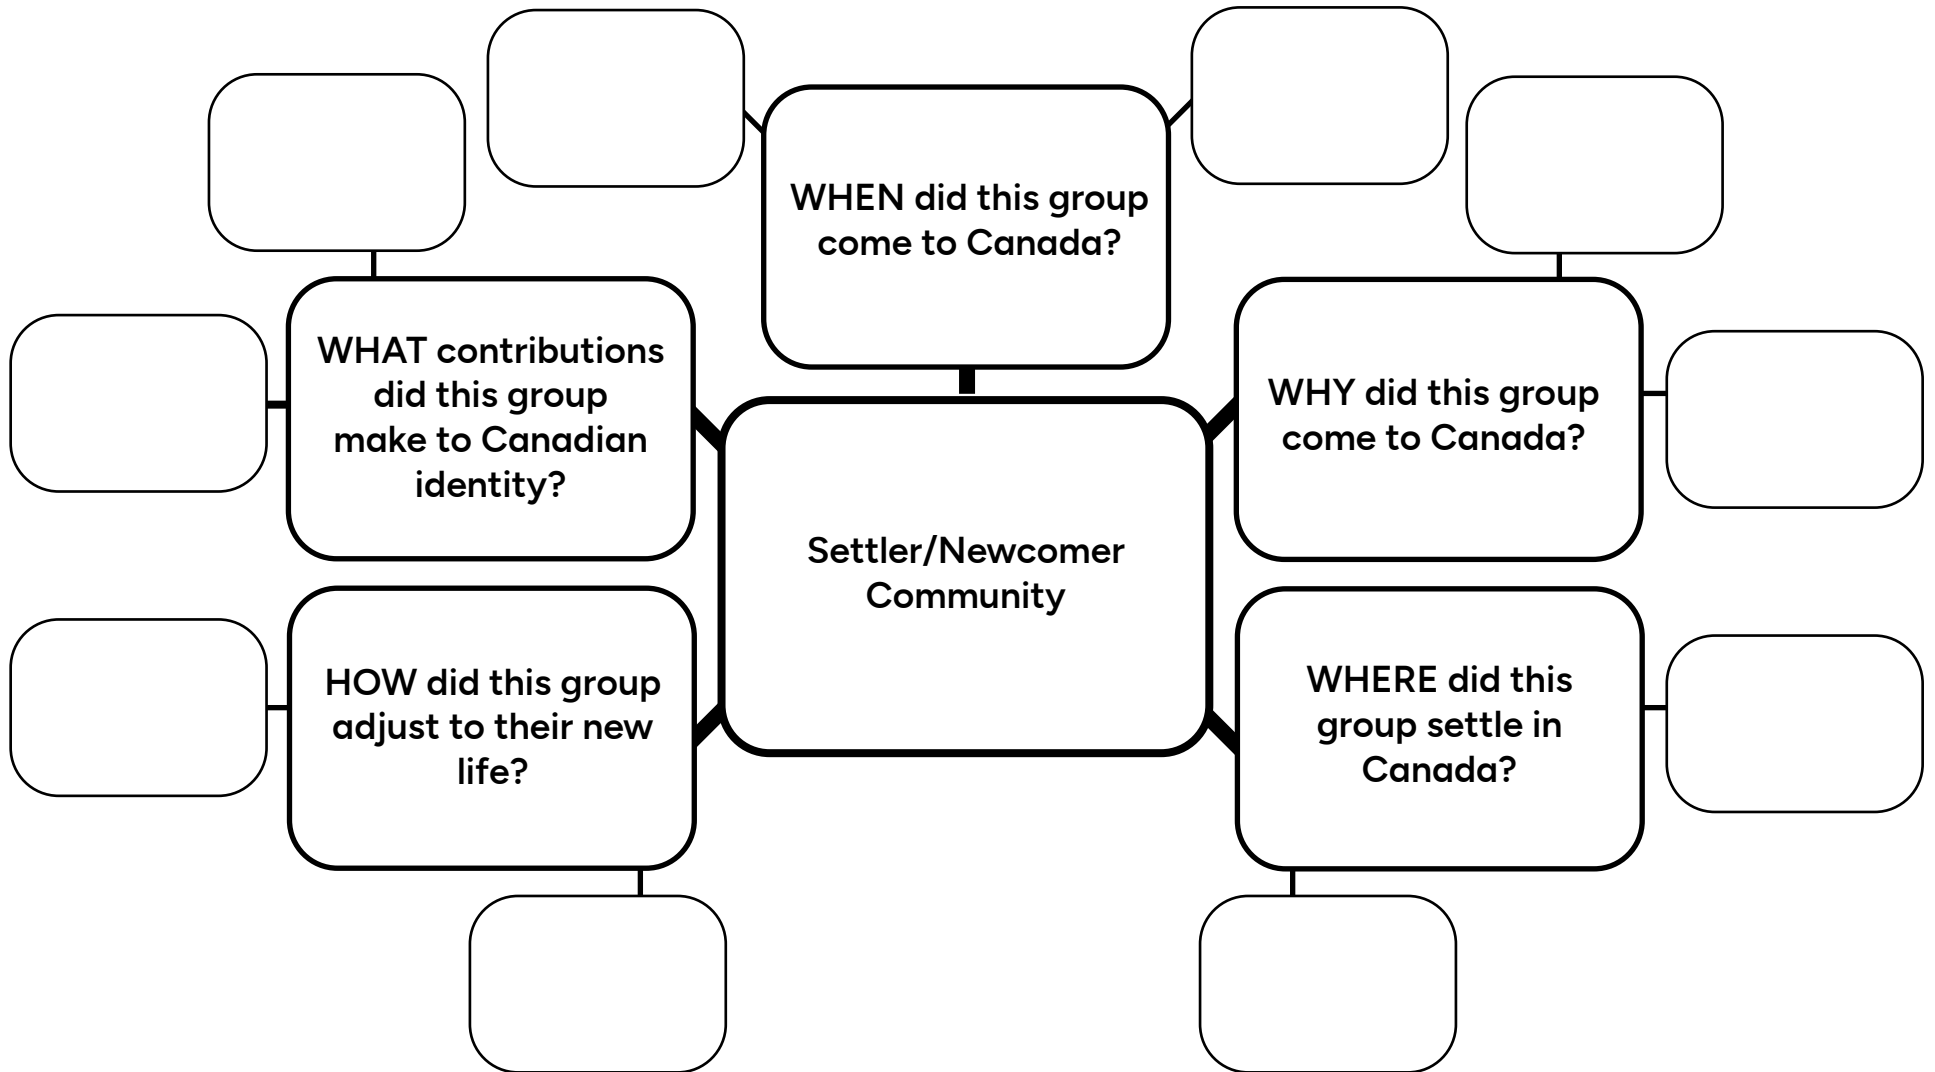 WHEN did this group
come to Canada?
WHAT contributions
did this group
make to Canadian
identity?
WHY did this group
come to Canada?
Settler/Newcomer
Community
HOW did this group
adjust to their new
life?
WHERE did this
group settle in
Canada?